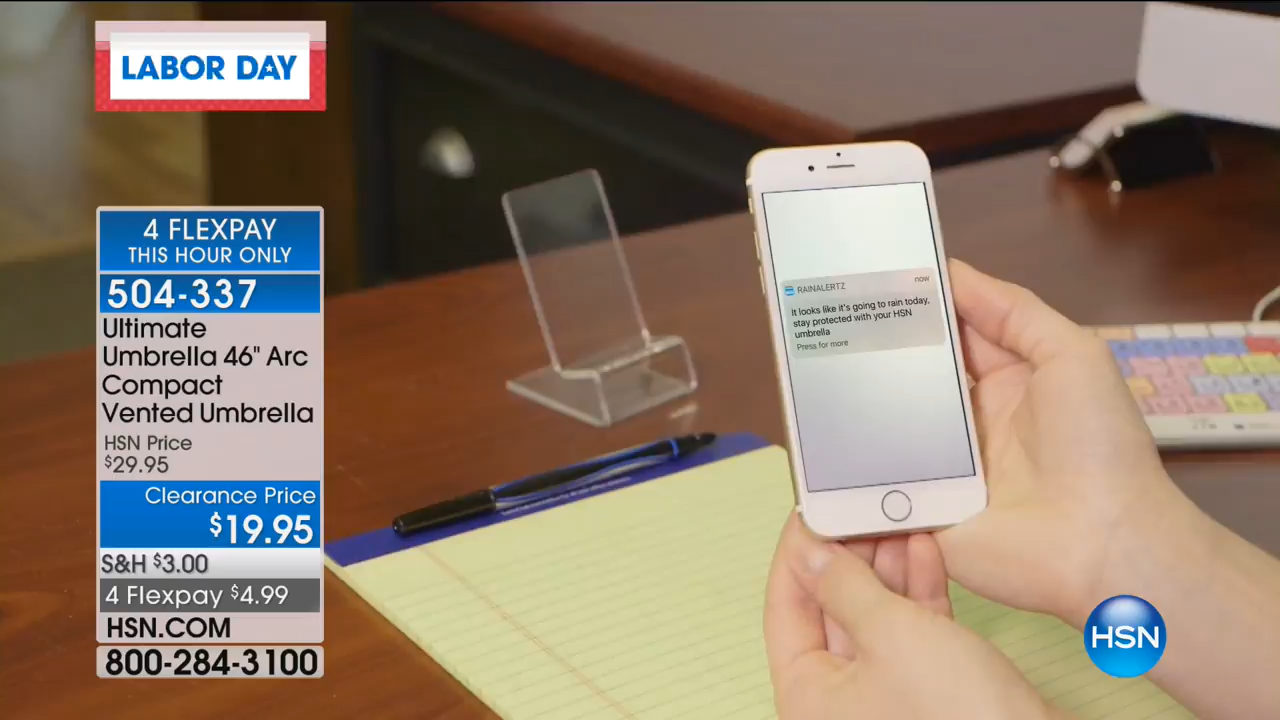 LABOR DAY
4 FLEXPAY
THIS HOUR ONLY
504-337
Ultimate
Umbrella 46" Arc
Compact
Vented Umbrella
HSN Price
$29.95
Clearance Price
$19.95
S&H $3.00
4 Flexpay $4.99
HSN.COM
800-284-3100
RAINALERTZ
now
It looks like it's going to rain today,
stay protected with your HSN
umbrella
Press for more
HSN